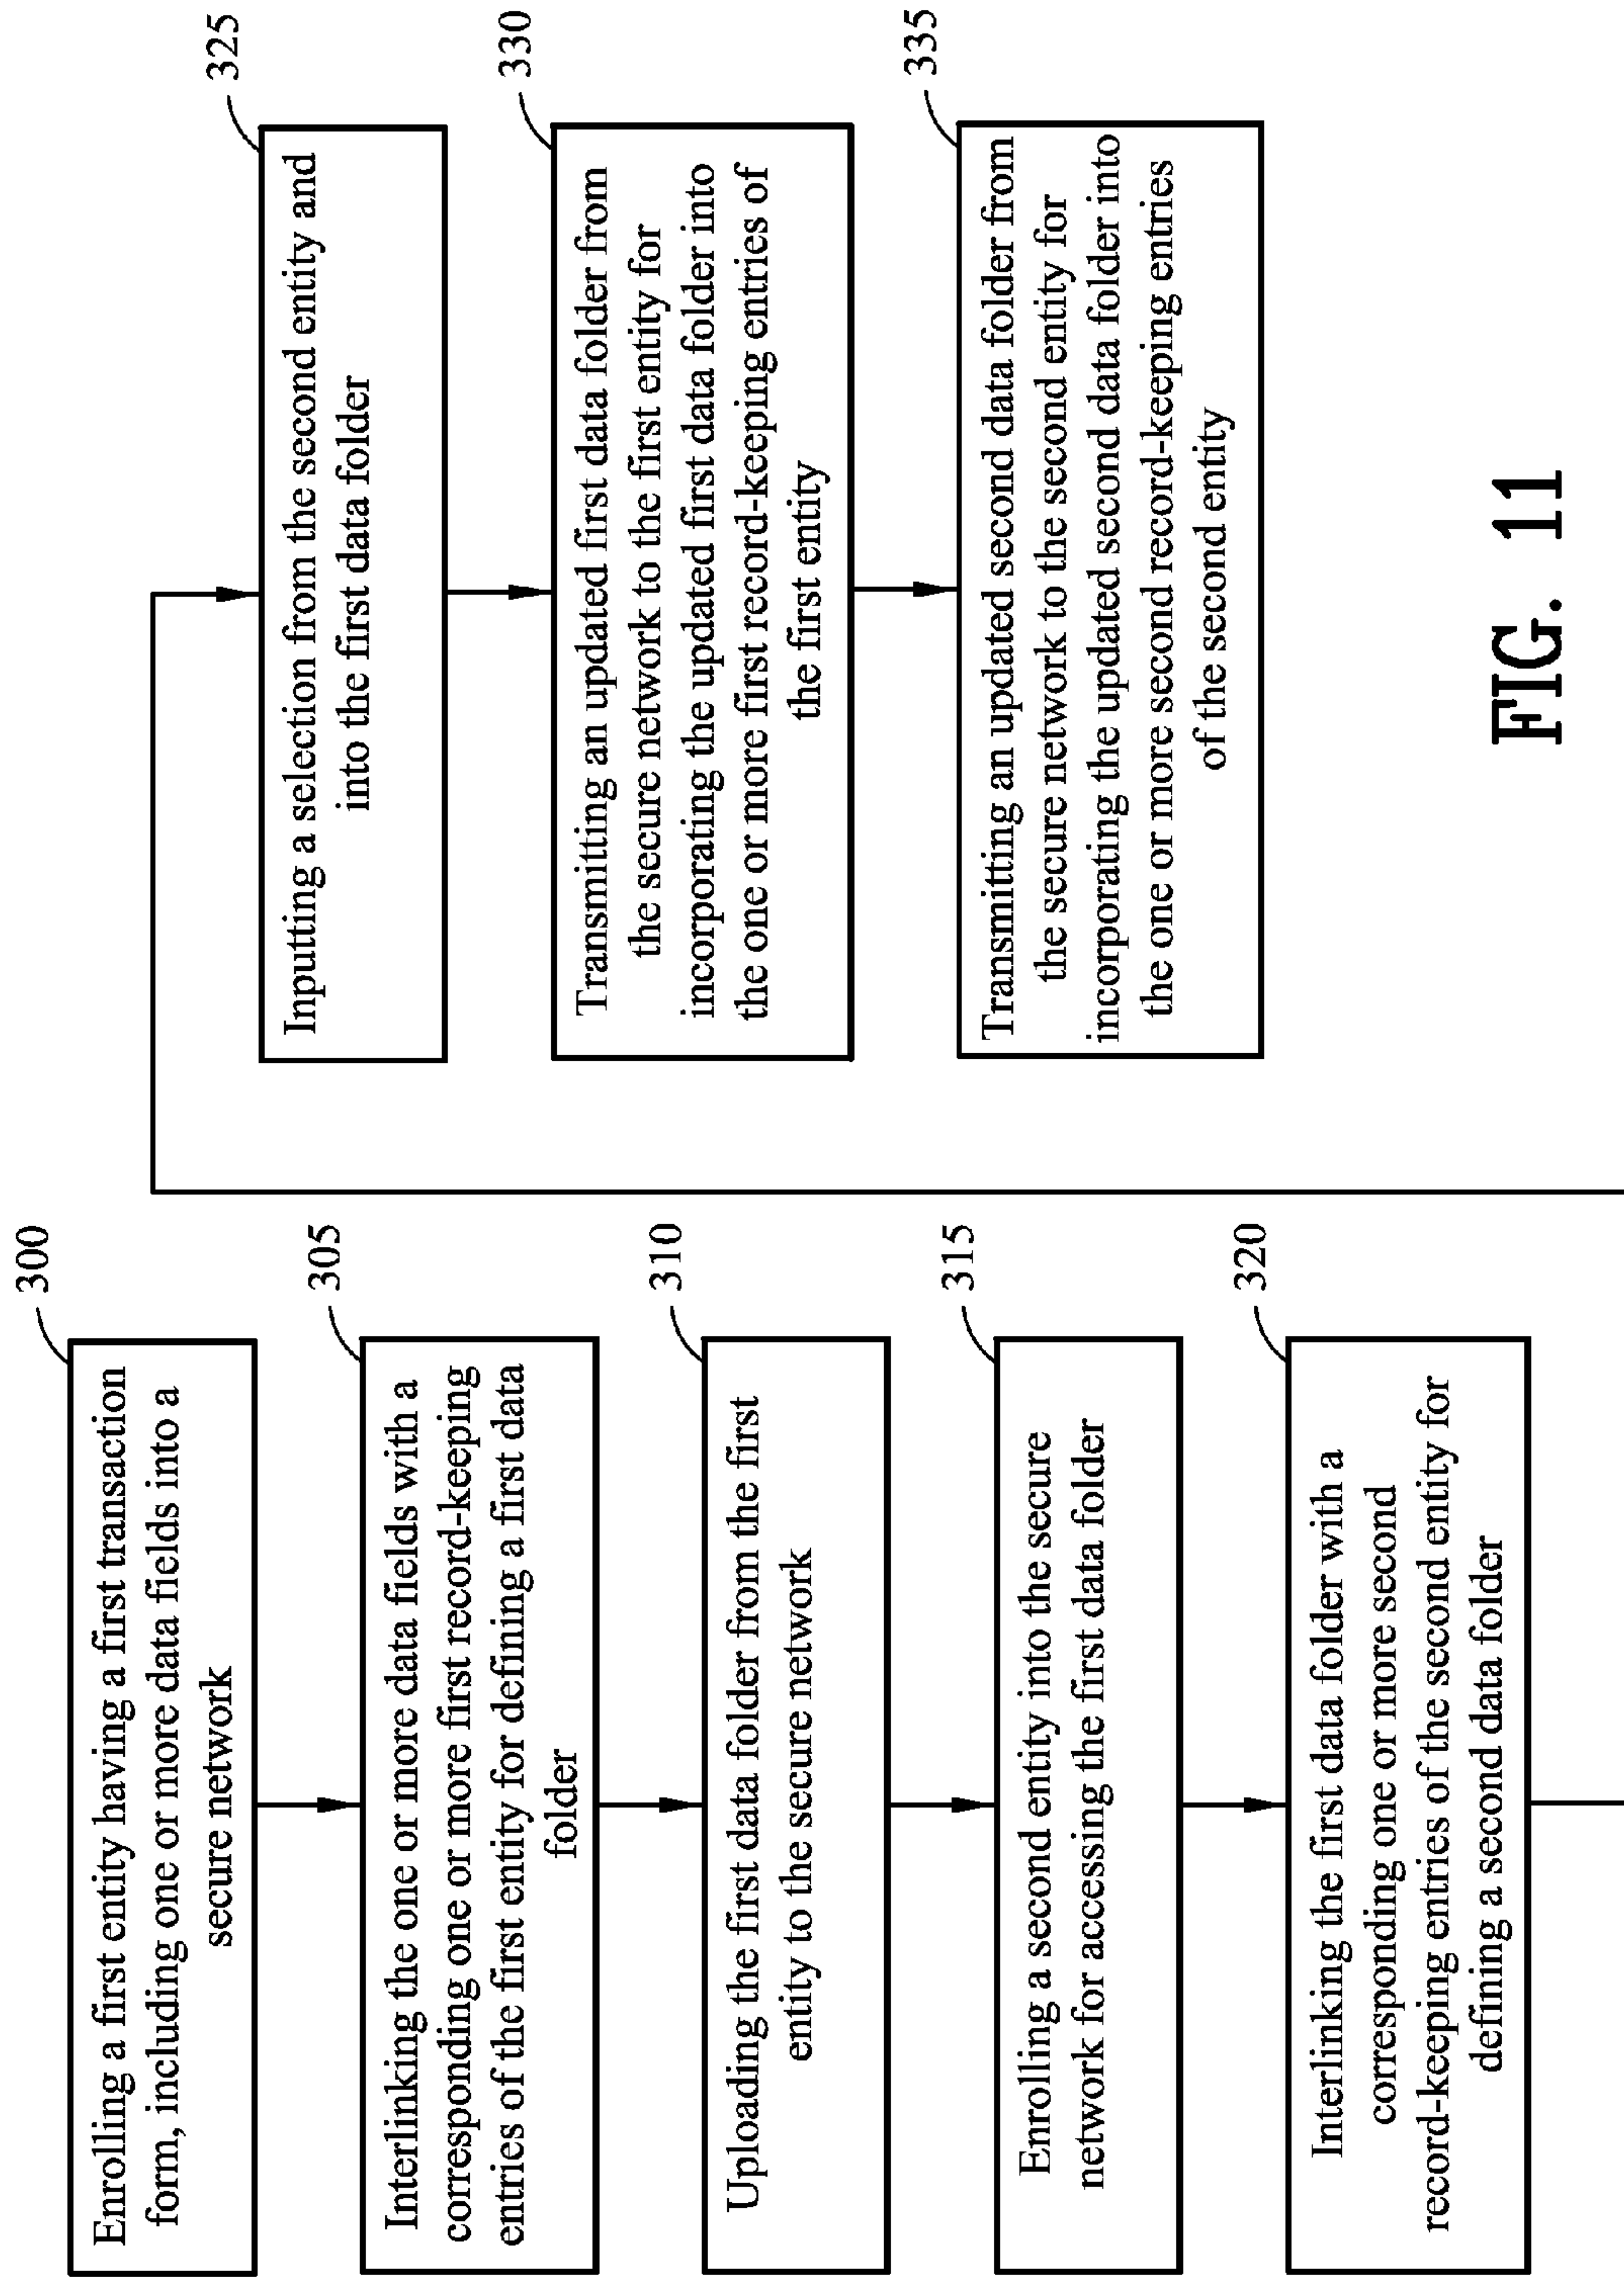 300
Enrolling a first entity having a first transaction
form, including one or more data fields into a
secure network
305
Interlinking the one or more data fields with a
corresponding one or more first record-keeping
entries of the first entity for defining a first data
folder
310
Uploading the first data folder from the first
entity to the secure network
315
Enrolling a second entity into the secure
network for accessing the first data folder
320
Interlinking the first data folder with a
corresponding one or more second
record-keeping entries of the second entity for
defining a second data folder
325
Inputing a selection from the second entity and
into the first data folder
330
Transmitting an updated first data folder from
the secure network to the first entity for
incorporating the updated first data folder into
the one or more first record-keeping entries of
the first entity
335
Transmitting an updated second data folder from
the secure network to the second entity for
incorporating the updated second data folder into
the one or more second record-keeping entries
of the second entity
FIG. 11